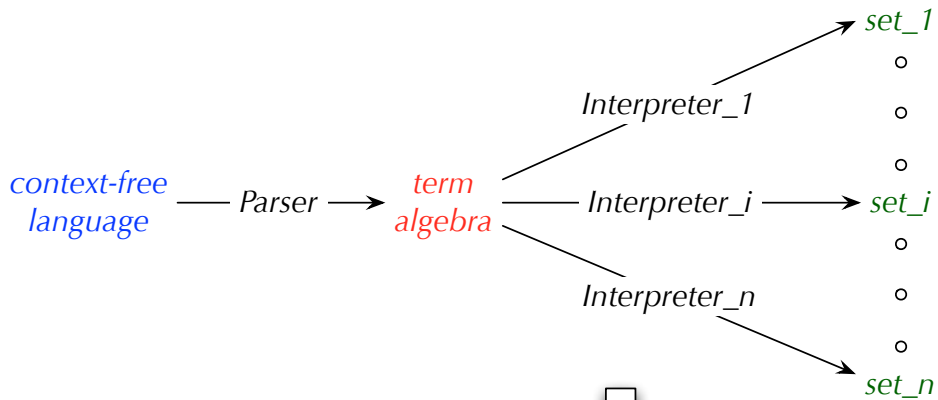 set_1
Interpreter_1
context-free
language
Parser
term
algebra
Interpreter_i
set_i
Interpreter_n
set_n